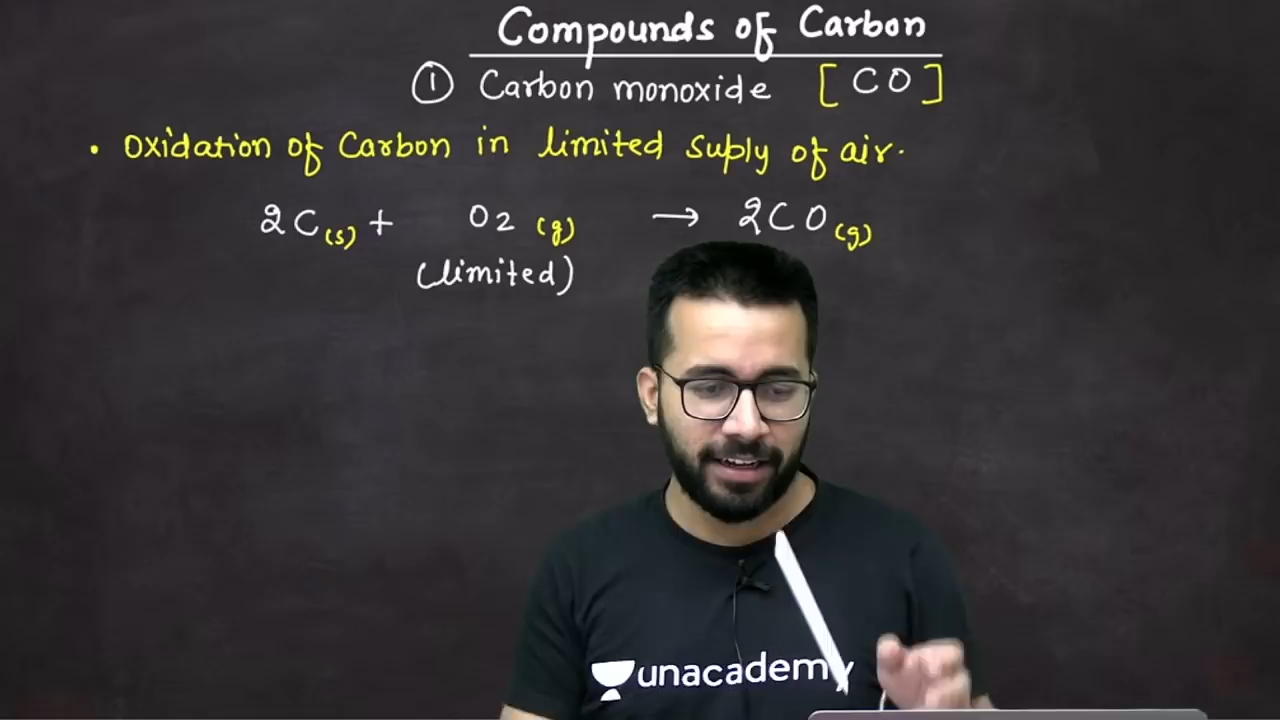 Compounds of Carbon
① Carbon monoxide [CO]
• Oxidation of Carbon in limited suply of air.
2C(s) + O2 (g) → 2CO(g)
(limited)
unacademy